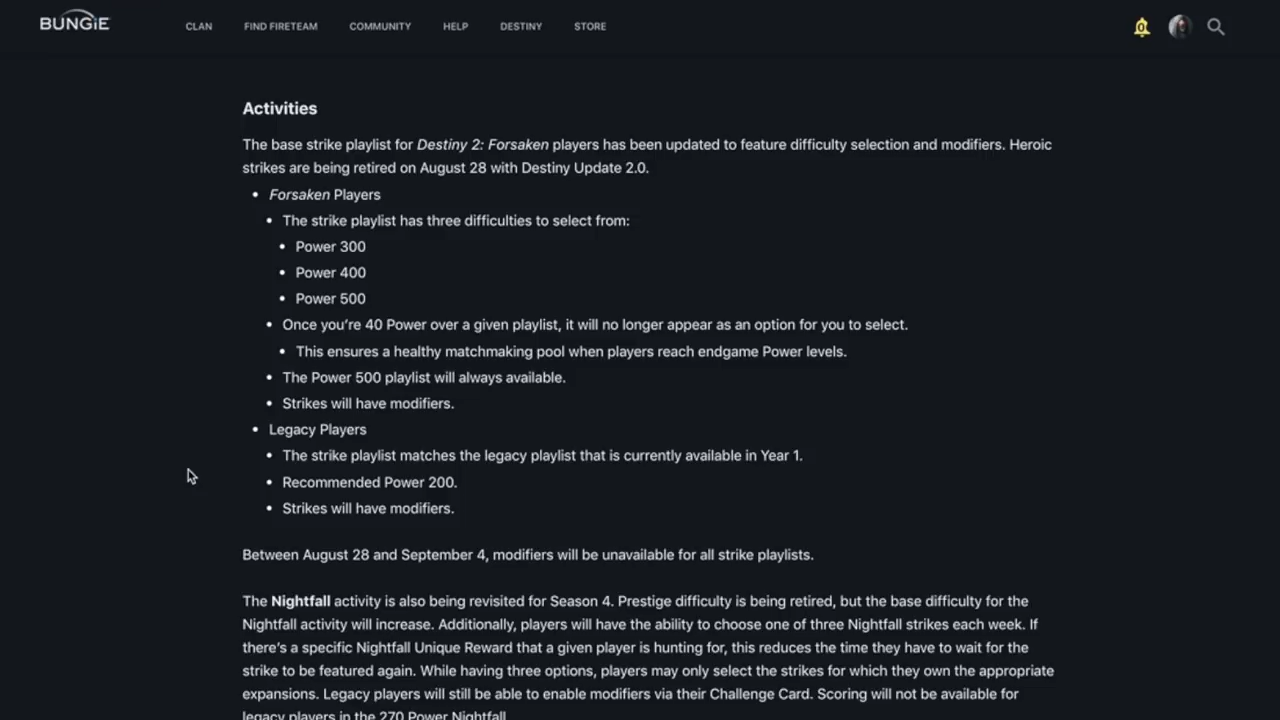 BUNGiE CLAN FIND FIRETEAM COMMUNITY HELP DESTINY STORE 0
Activities
The base strike playlist for Destiny 2: Forsaken players has been updated to feature difficulty selection and modifiers. Heroic
strikes are being retired on August 28 with Destiny Update 2.0.
• Forsaken Players
• The strike playlist has three difficulties to select from:
• Power 300
• Power 400
• Power 500
• Once you’re 40 Power over a given playlist, it will no longer appear as an option for you to select.
• This ensures a healthy matchmaking pool when players reach endgame Power levels.
• The Power 500 playlist will always available.
• Strikes will have modifiers.
• Legacy Players
• The strike playlist matches the legacy playlist that is currently available in Year 1.
• Recommended Power 200.
• Strikes will have modifiers.
Between August 28 and September 4, modifiers will be unavailable for all strike playlists.
The Nightfall activity is also being revisited for Season 4. Prestige difficulty is being retired, but the base difficulty for the
Nightfall activity will increase. Additionally, players will have the ability to choose one of three Nightfall strikes each week. If
there’s a specific Nightfall Unique Reward that a given player is hunting for, this reduces the time they have to wait for the
strike to be featured again. While having three options, players may only select the strikes for which they own the appropriate
expansions. Legacy players will still be able to enable modifiers via their Challenge Card. Scoring will not be available for
legacy players in the 270 Power Nightfall.